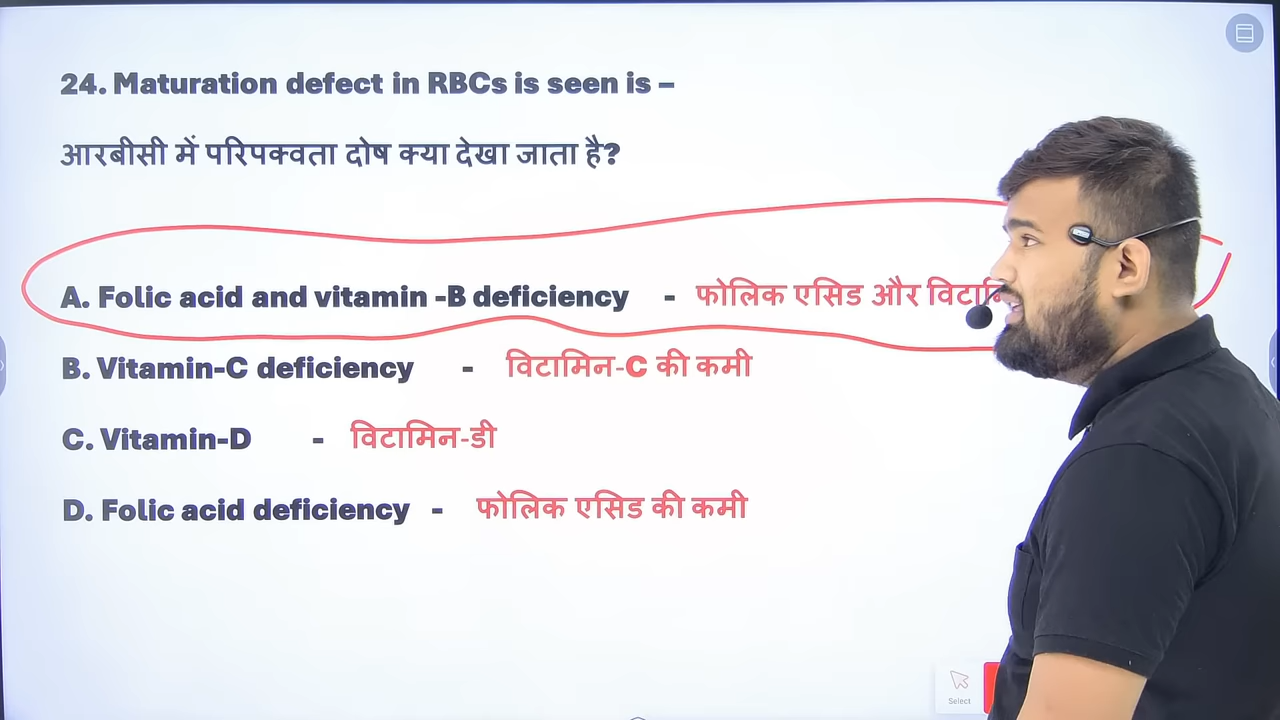 24. Maturation defect in RBCs is seen is –
आरबीसी में परिपक्वता दोष क्या देखा जाता है?
A. Folic acid and vitamin -B deficiency - फोलिक एसिड और
B. Vitamin-C deficiency - विटामिन-C की कमी
C. Vitamin-D - विटामिन-डी
D. Folic acid deficiency - फोलिक एसिड की कमी
Select